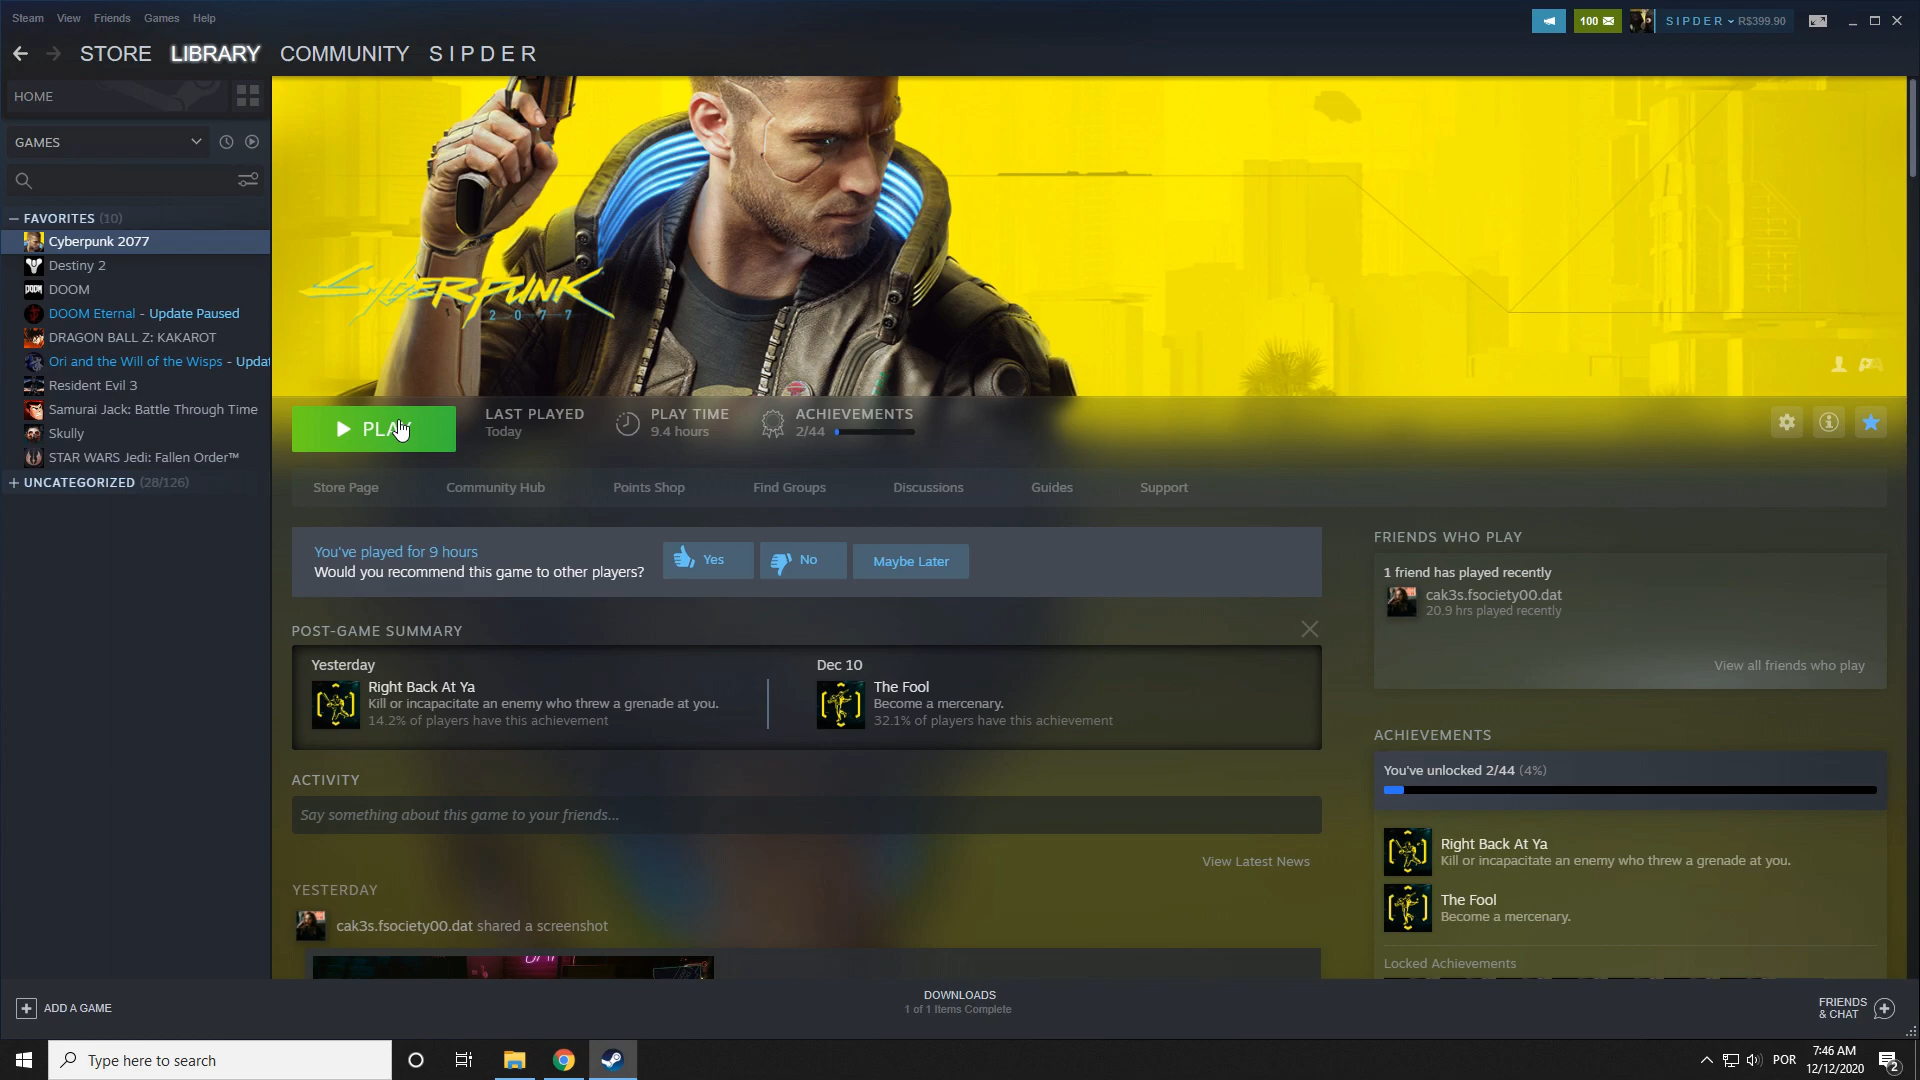 Steam View Friends Games Help
100
S I P D E R R$399.90
STORE LIBRARY COMMUNITY S I P D E R
HOME
GAMES
FAVORITES (10)
Cyberpunk 2077
Destiny 2
DOOM
DOOM Eternal - Update Paused
DRAGON BALL Z: KAKAROT
Ori and the Will of the Wisps - Updat
Resident Evil 3
Samurai Jack: Battle Through Time
Skully
STAR WARS Jedi: Fallen Order™
UNCATEGORIZED (28/126)
CYBERPUNK
2077
PLAY
LAST PLAYED
Today
PLAY TIME
9.4 hours
ACHIEVEMENTS
2/44
Store Page Community Hub Points Shop Find Groups Discussions Guides Support
You've played for 9 hours
Would you recommend this game to other players?
Yes
No
Maybe Later
POST-GAME SUMMARY
Yesterday
Right Back At Ya
Kill or incapacitate an enemy who threw a grenade at you.
14.2% of players have this achievement
Dec 10
The Fool
Become a mercenary.
32.1% of players have this achievement
ACTIVITY
Say something about this game to your friends...
View Latest News
YESTERDAY
cak3s.fsociety00.dat shared a screenshot
FRIENDS WHO PLAY
1 friend has played recently
cak3s.fsociety00.dat
20.9 hrs played recently
View all friends who play
ACHIEVEMENTS
You've unlocked 2/44 (4%)
Right Back At Ya
Kill or incapacitate an enemy who threw a grenade at you.
The Fool
Become a mercenary.
Locked Achievements
ADD A GAME
DOWNLOADS
1 of 1 Items Complete
FRIENDS
& CHAT
Type here to search
POR
7:46 AM
12/12/2020
2